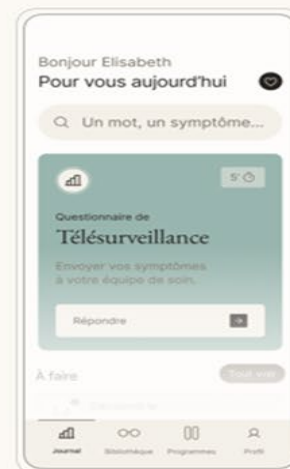 Bonjour Elisabeth
Pour vous aujourd'hui
Un mot, un symptôme...
5'
Questionnaire de
Télésurveillance
Envoyer vos symptômes
à votre équipe de soin.
Répondre
À faire
Tout voir
Journal
Bibliothèque
Programmes
Profil